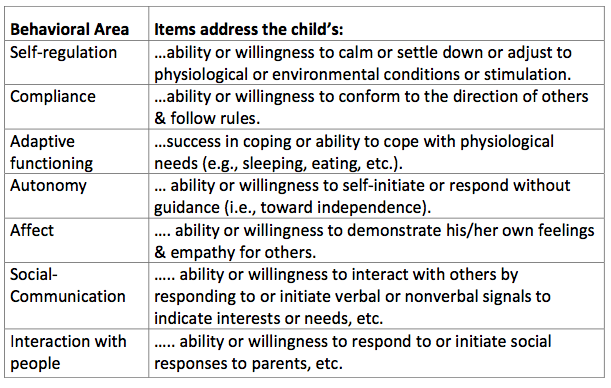 Behavioral Area Items address the child's:
Self-regulation …ability or willingness to calm or settle down or adjust to
physiological or environmental conditions or stimulation.
Compliance …ability or willingness to conform to the direction of others
& follow rules.
Adaptive …success in coping or ability to cope with physiological
functioning needs (e.g., sleeping, eating, etc.).
Autonomy … ability or willingness to self-initiate or respond without
guidance (i.e., toward independence).
Affect …. ability or willingness to demonstrate his/her own feelings
& empathy for others.
Social- ….. ability or willingness to interact with others by
Communication responding to or initiate verbal or nonverbal signals to
indicate interests or needs, etc.
Interaction with ….. ability or willingness to respond to or initiate social
people responses to parents, etc.